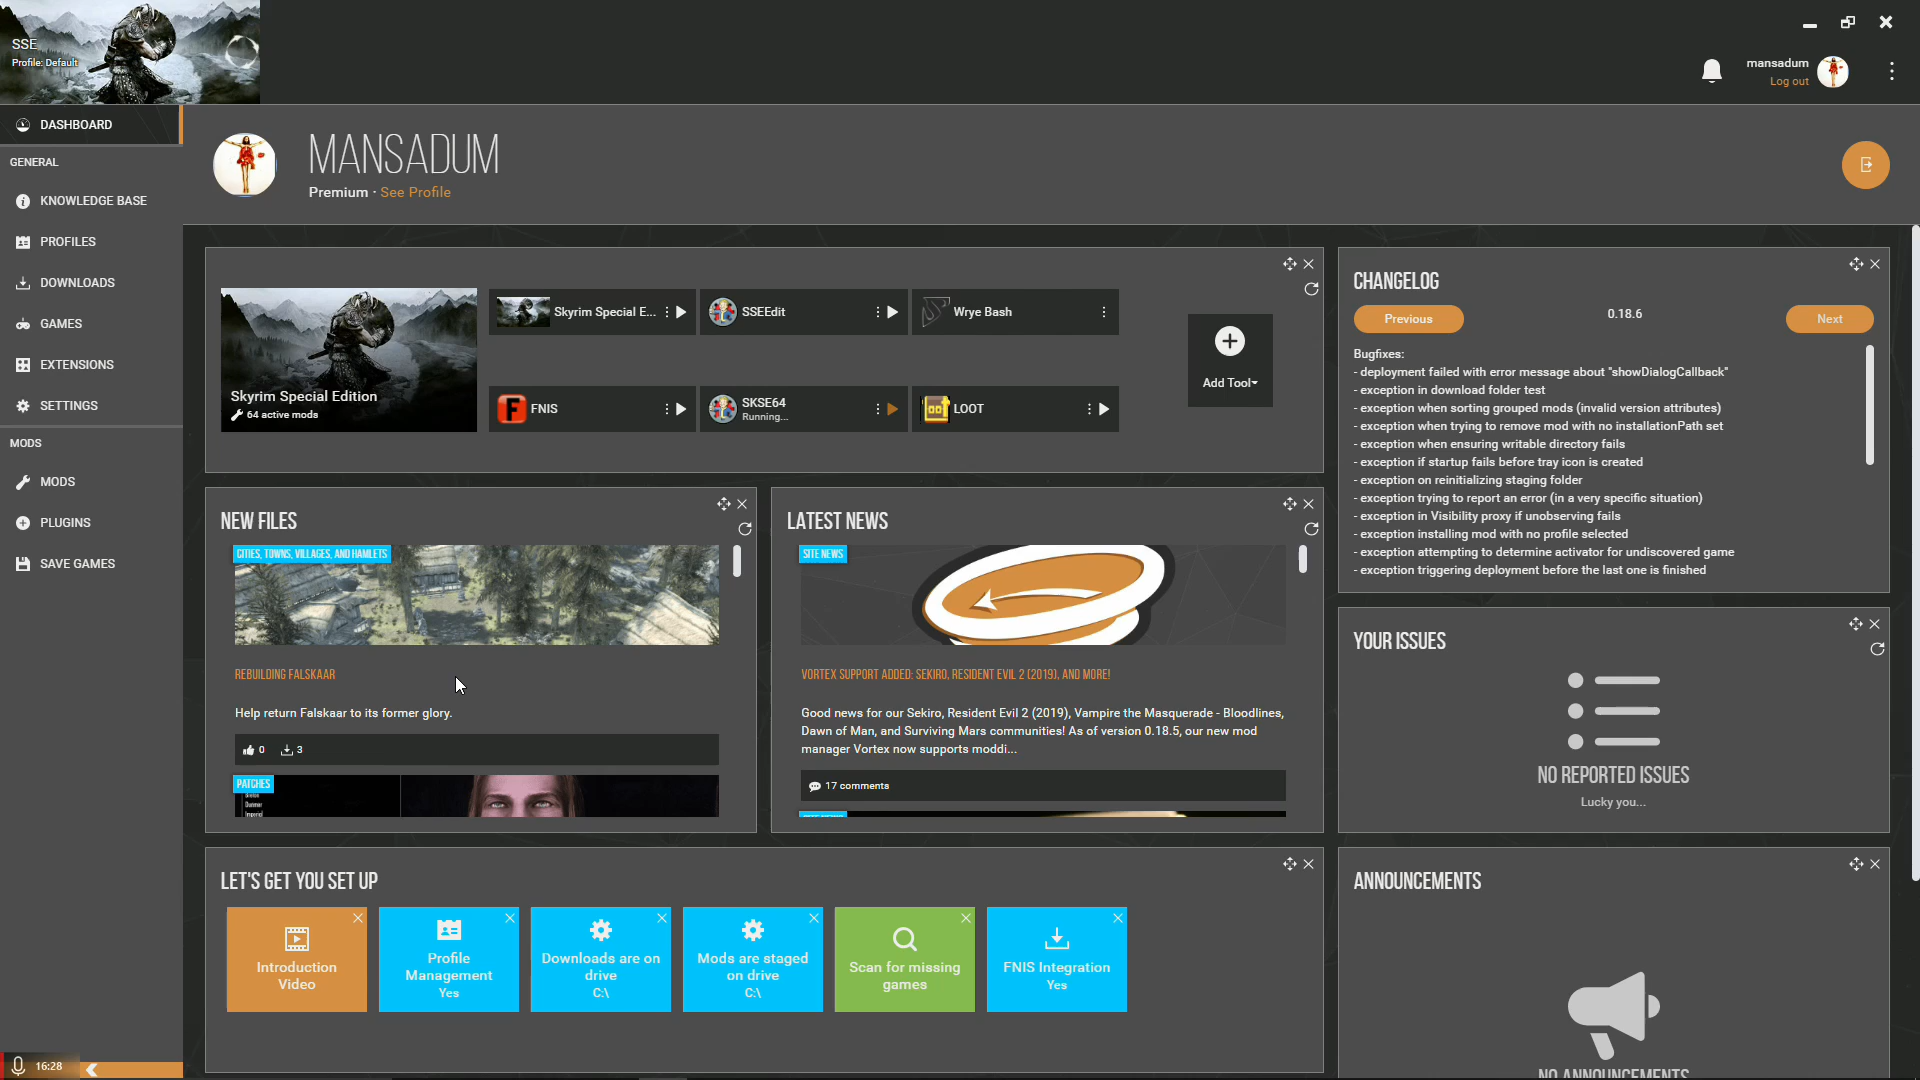 SSE
Profile: Default
mansadum
Log out
DASHBOARD
GENERAL
KNOWLEDGE BASE
PROFILES
DOWNLOADS
GAMES
EXTENSIONS
SETTINGS
MODS
MODS
PLUGINS
SAVE GAMES
16:28
MANSADUM
Premium · See Profile
Skyrim Special Edition
64 active mods
Skyrim Special E...
SSEEdit
Wrye Bash
FNIS
SKSE64
Running...
LOOT
Add Tool
CHANGELOG
Previous
0.18.6
Next
Bugfixes:
- deployment failed with error message about "showDialogCallback"
- exception in download folder test
- exception when sorting grouped mods (invalid version attributes)
- exception when trying to remove mod with no installationPath set
- exception when ensuring writable directory fails
- exception if startup fails before tray icon is created
- exception on reinitializing staging folder
- exception trying to report an error (in a very specific situation)
- exception in Visibility proxy if unobserving fails
- exception installing mod with no profile selected
- exception attempting to determine activator for undiscovered game
- exception triggering deployment before the last one is finished
NEW FILES
CITIES, TOWNS, VILLAGES, AND HAMLETS
REBUILDING FALSKAAR
Help return Falskaar to its former glory.
0
3
PATCHES
Dunmer
Imperial
LATEST NEWS
SITE NEWS
VORTEX SUPPORT ADDED: SEKIRO, RESIDENT EVIL 2 (2019), AND MORE!
Good news for our Sekiro, Resident Evil 2 (2019), Vampire the Masquerade - Bloodlines,
Dawn of Man, and Surviving Mars communities! As of version 0.18.5, our new mod
manager Vortex now supports moddi...
17 comments
YOUR ISSUES
NO REPORTED ISSUES
Lucky you...
LET'S GET YOU SET UP
Introduction
Video
Profile
Management
Yes
Downloads are on
drive
C:\
Mods are staged
on drive
C:\
Scan for missing
games
FNIS Integration
Yes
ANNOUNCEMENTS
NO ANNOUNCEMENTS